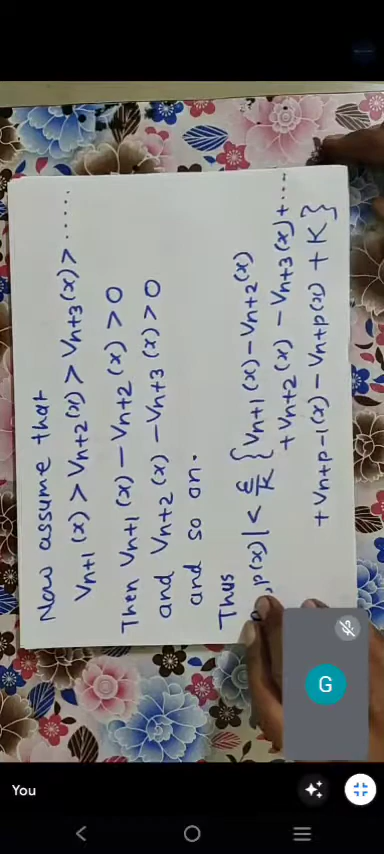 Now assume that
Vn+1(x) > Vn+2(x) > Vn+3(x) > .....
Then Vn+1(x) - Vn+2(x) > 0
and Vn+2(x) - Vn+3(x) > 0
and so on.
Thus
,p(x)| < ε/K { Vn+1(x) - Vn+2(x)
+ Vn+2(x) - Vn+3(x) + ....
+ Vn+p-1(x) - Vn+p(x) + K }
G
You